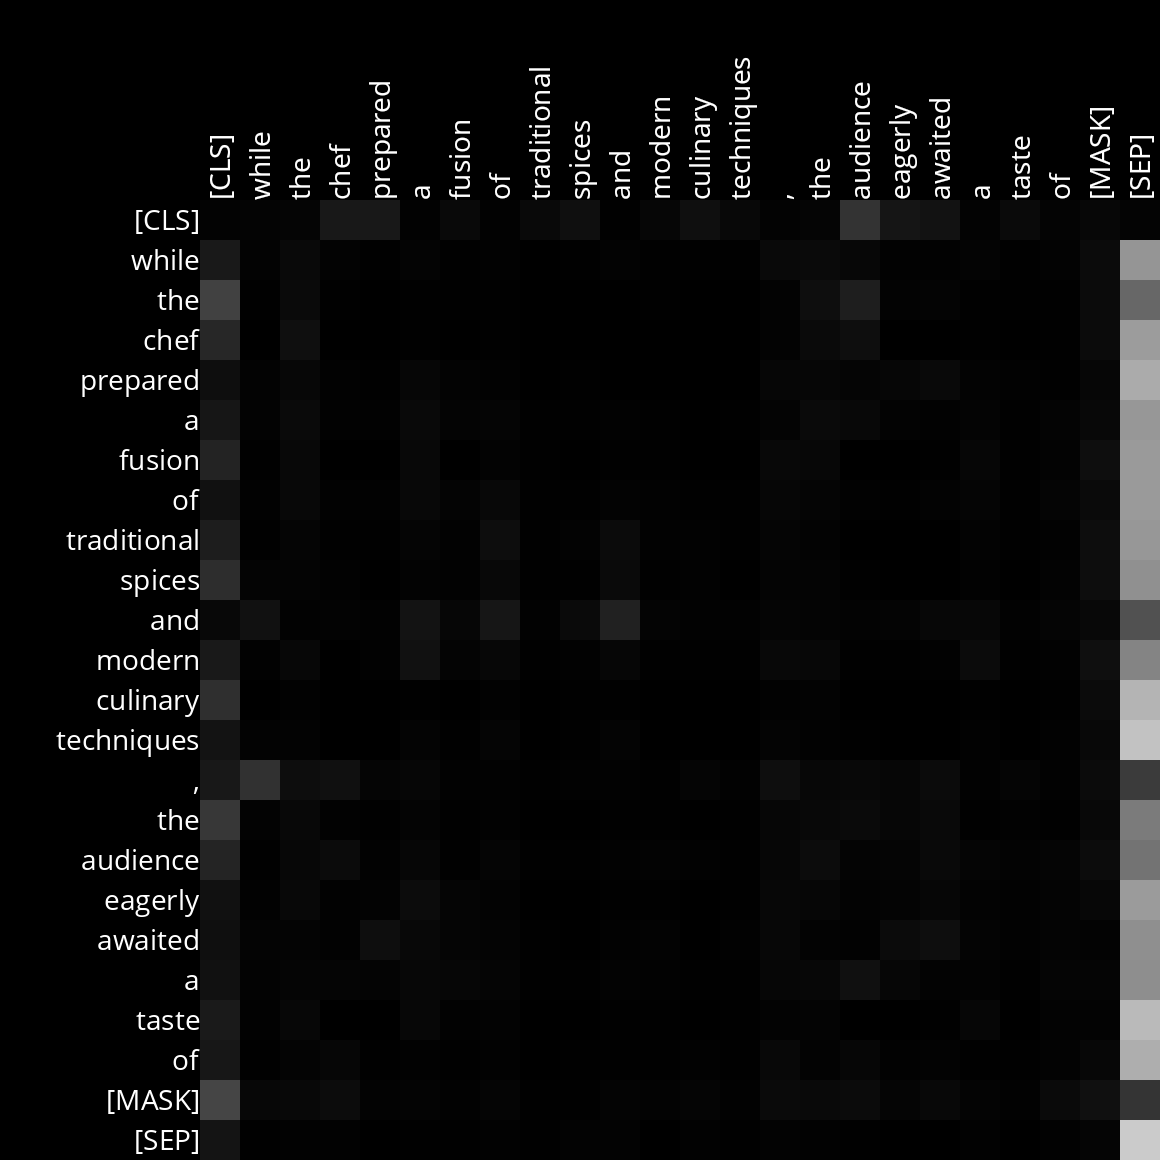 [CLS] while the chef prepared a fusion of traditional spices and modern culinary techniques , the audience eagerly awaited a taste of [MASK] [SEP]
[CLS]
while
the
chef
prepared
a
fusion
of
traditional
spices
and
modern
culinary
techniques
,
the
audience
eagerly
awaited
a
taste
of
[MASK]
[SEP]